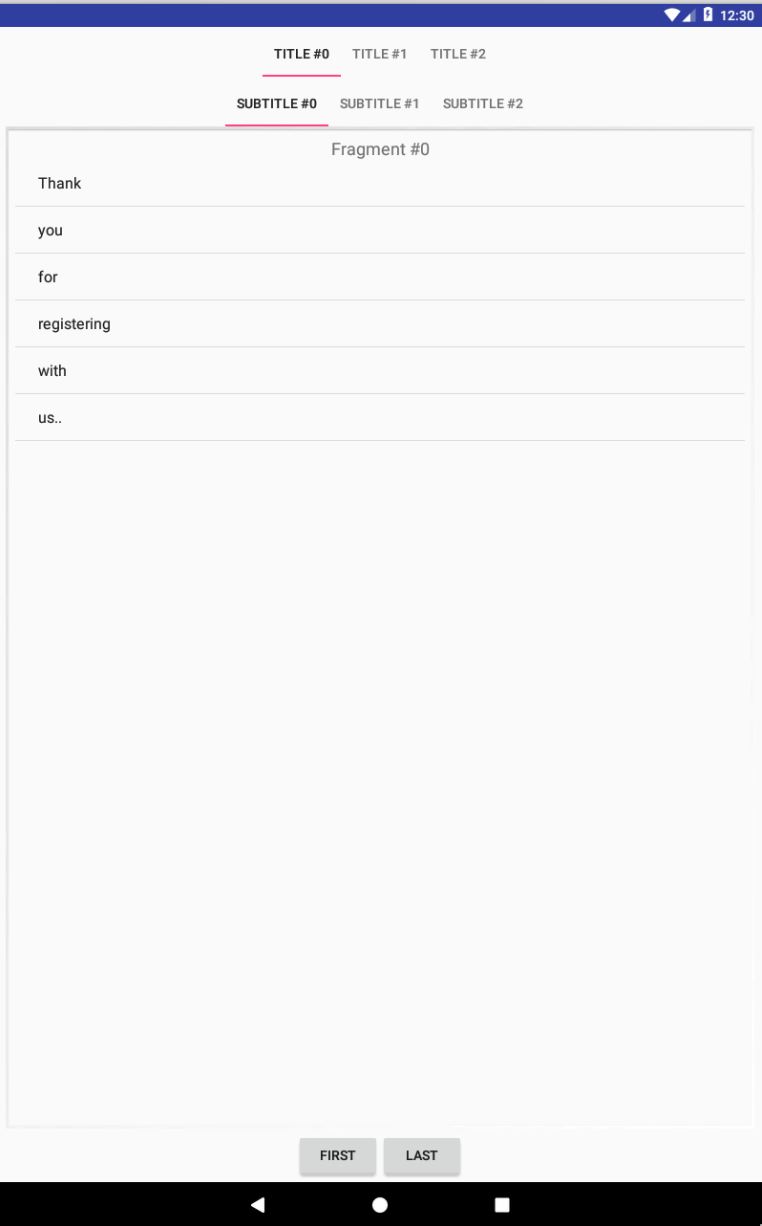 12:30
TITLE #0 TITLE #1 TITLE #2
SUBTITLE #0 SUBTITLE #1 SUBTITLE #2
Fragment #0
Thank
you
for
registering
with
us..
FIRST LAST